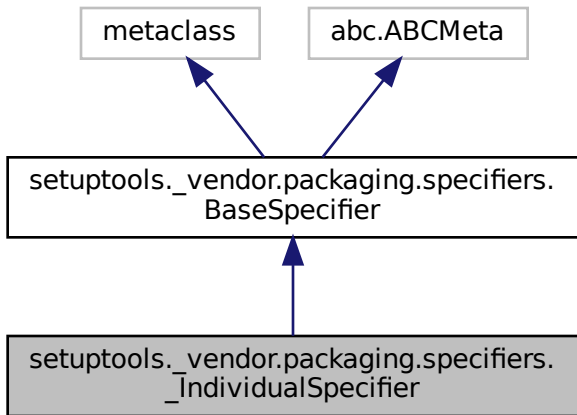 metaclass
abc.ABCMeta
setuptools._vendor.packaging.specifiers.
BaseSpecifier
setuptools._vendor.packaging.specifiers.
_IndividualSpecifier